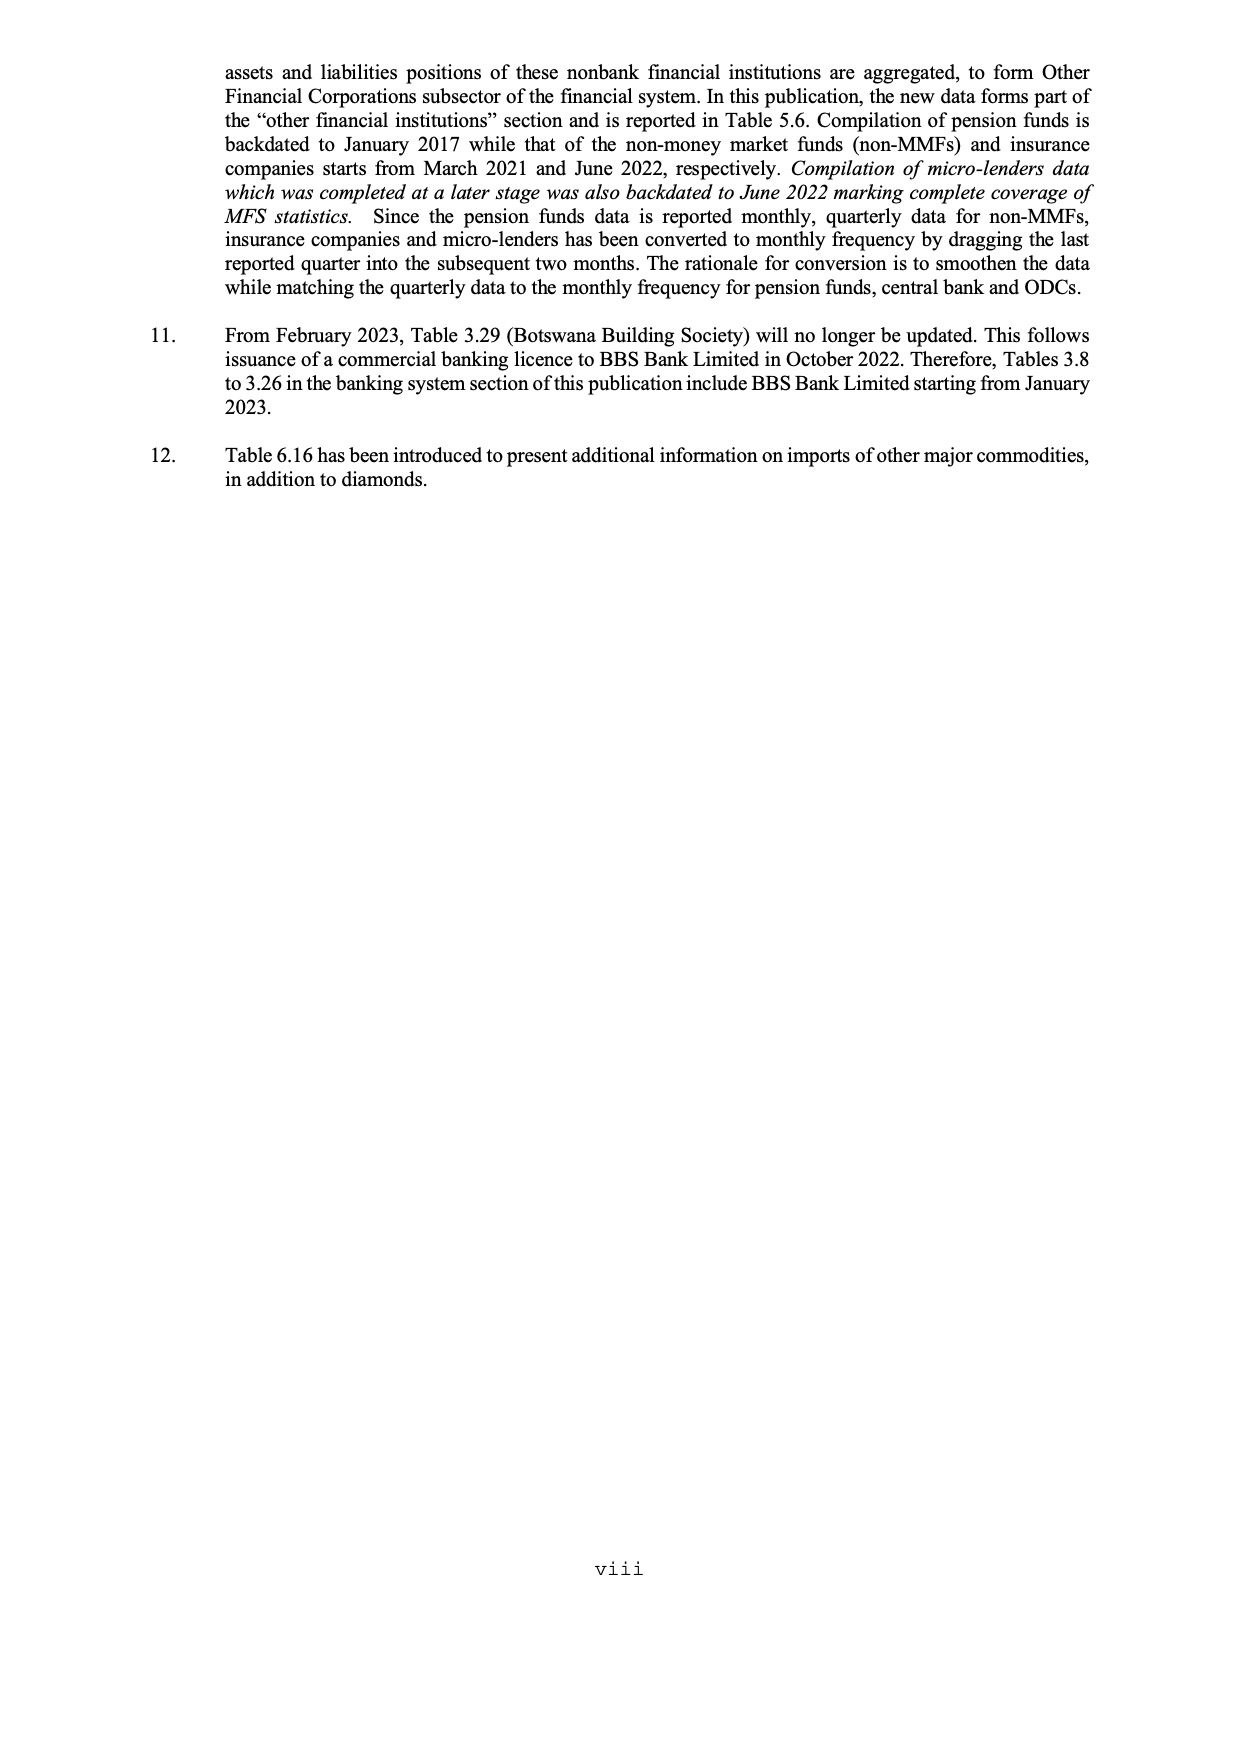 assets and liabilities positions of these nonbank financial institutions are aggregated, to form Other
Financial Corporations subsector of the financial system. In this publication, the new data forms part of
the “other financial institutions” section and is reported in Table 5.6. Compilation of pension funds is
backdated to January 2017 while that of the non-money market funds (non-MMFs) and insurance
companies starts from March 2021 and June 2022, respectively. Compilation of micro-lenders data
which was completed at a later stage was also backdated to June 2022 marking complete coverage of
MFS statistics. Since the pension funds data is reported monthly, quarterly data for non-MMFs,
insurance companies and micro-lenders has been converted to monthly frequency by dragging the last
reported quarter into the subsequent two months. The rationale for conversion is to smoothen the data
while matching the quarterly data to the monthly frequency for pension funds, central bank and ODCs.
11. From February 2023, Table 3.29 (Botswana Building Society) will no longer be updated. This follows
issuance of a commercial banking licence to BBS Bank Limited in October 2022. Therefore, Tables 3.8
to 3.26 in the banking system section of this publication include BBS Bank Limited starting from January
2023.
12. Table 6.16 has been introduced to present additional information on imports of other major commodities,
in addition to diamonds.
viii